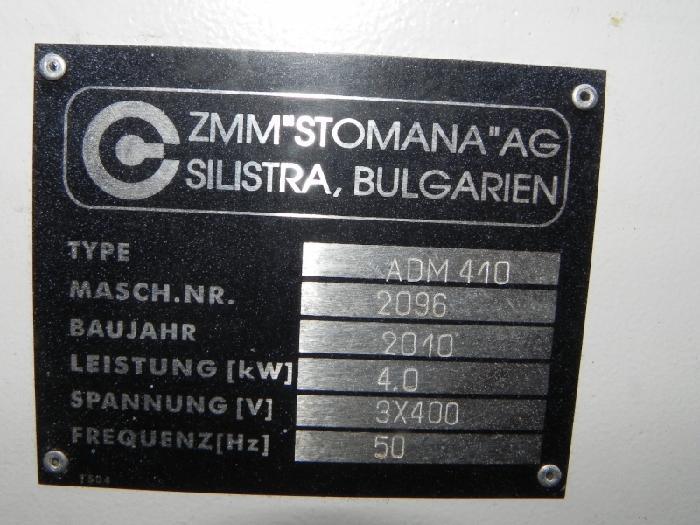 ZMM"STOMANA"AG
SILISTRA, BULGARIEN
TYPE ADM 410
MASCH.NR. 2096
BAUJAHR 2010
LEISTUNG [kW] 4.0
SPANNUNG [V] 3X400
FREQUENZ[Hz] 50